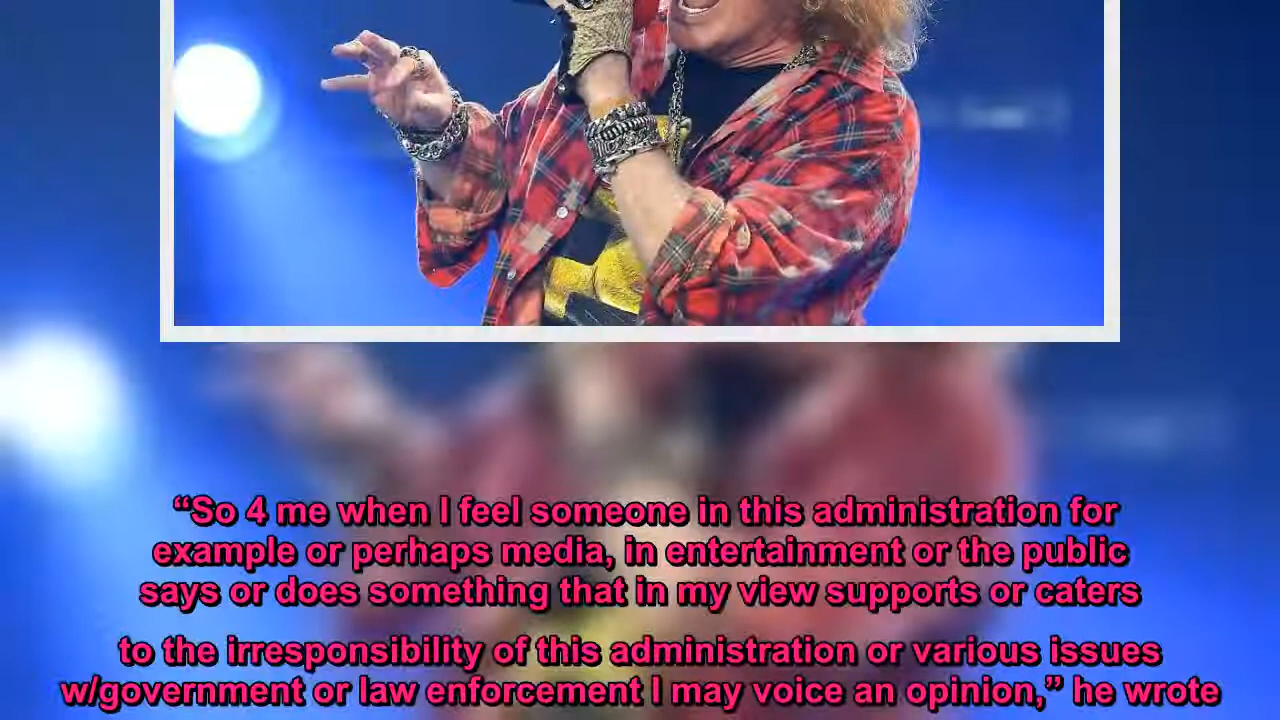 “So 4 me when I feel someone in this administration for
example or perhaps media, in entertainment or the public
says or does something that in my view supports or caters
to the irresponsibility of this administration or various issues
w/government or law enforcement I may voice an opinion,” he wrote